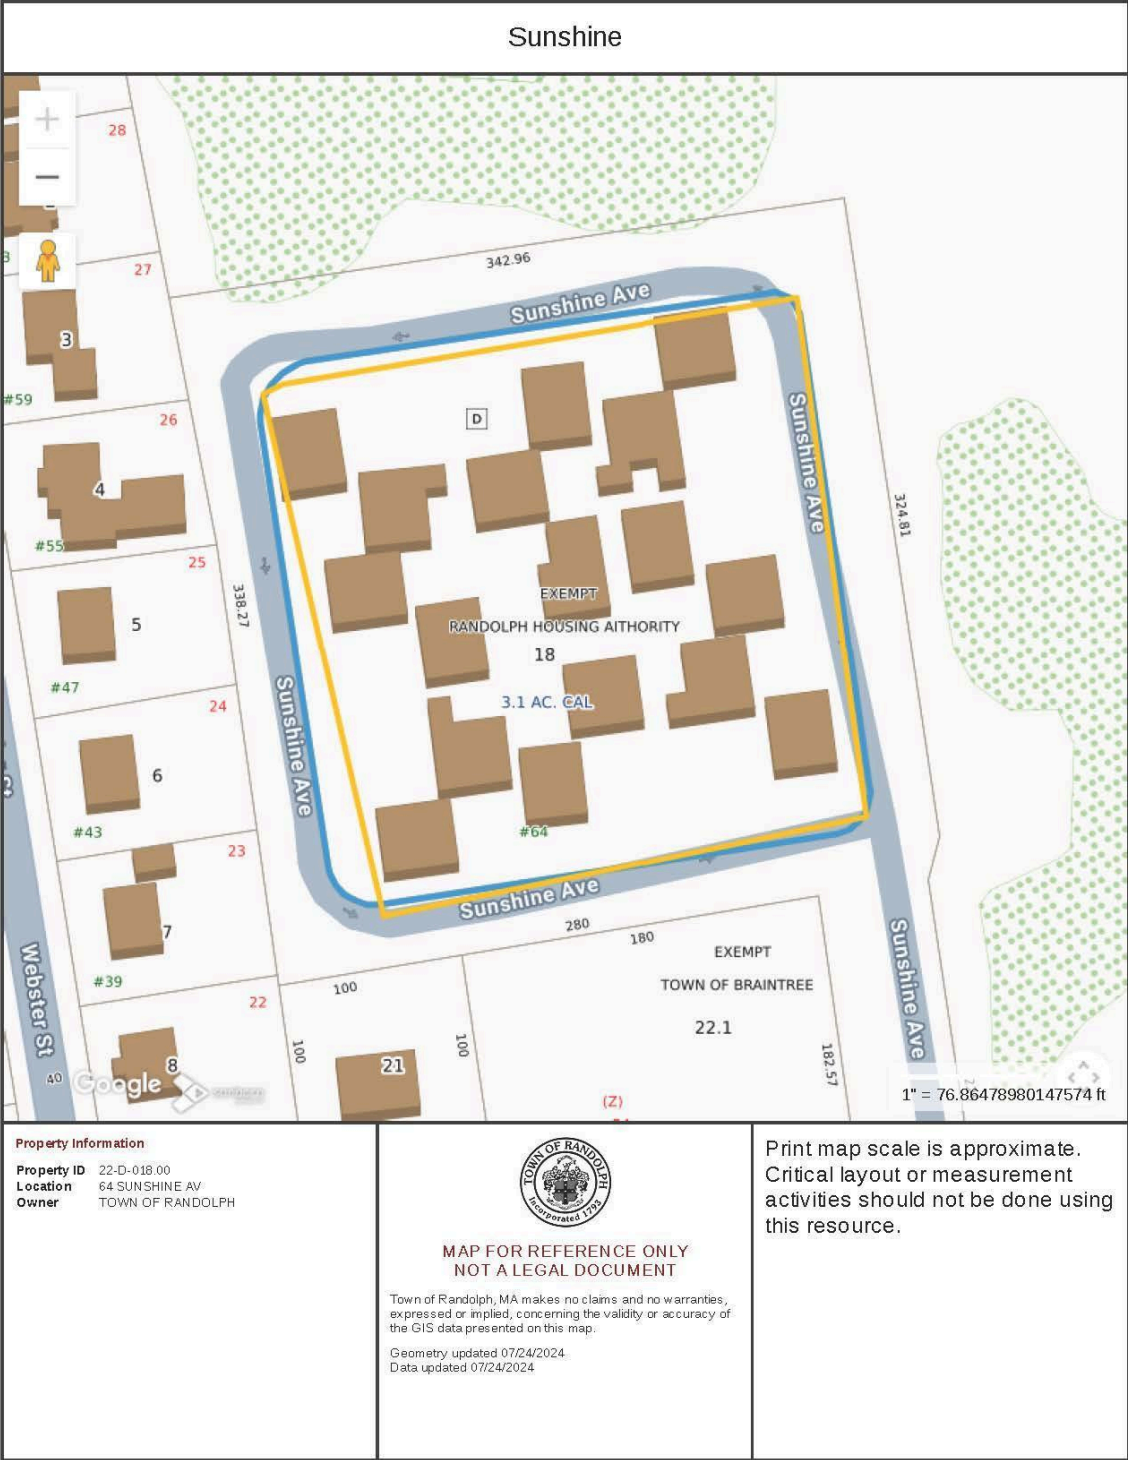 Sunshine
28
27
342.96
Sunshine Ave
3
#59
26
D
Sunshine Ave
4
324.81
#55
25
338.27
EXEMPT
5
RANDOLPH HOUSING AITHORITY
18
#47
3.1 AC. CAL
24
Sunshine Ave
6
#43
#64
23
Sunshine Ave
7
280
180
EXEMPT
#39
TOWN OF BRAINTREE
100
22
22.1
Webster St
Sunshine Ave
100
100
182.57
8
21
40
Google
(Z)
1" = 76.86478980147574 ft
Property Information
Property ID 22-D-018.00
Location 64 SUNSHINE AV
Owner TOWN OF RANDOLPH
TOWN OF RANDOLPH
Incorporated 1793
MAP FOR REFERENCE ONLY
NOT A LEGAL DOCUMENT
Town of Randolph, MA makes no claims and no warranties,
expressed or implied, concerning the validity or accuracy of
the GIS data presented on this map.
Geometry updated 07/24/2024
Data updated 07/24/2024
Print map scale is approximate.
Critical layout or measurement
activities should not be done using
this resource.